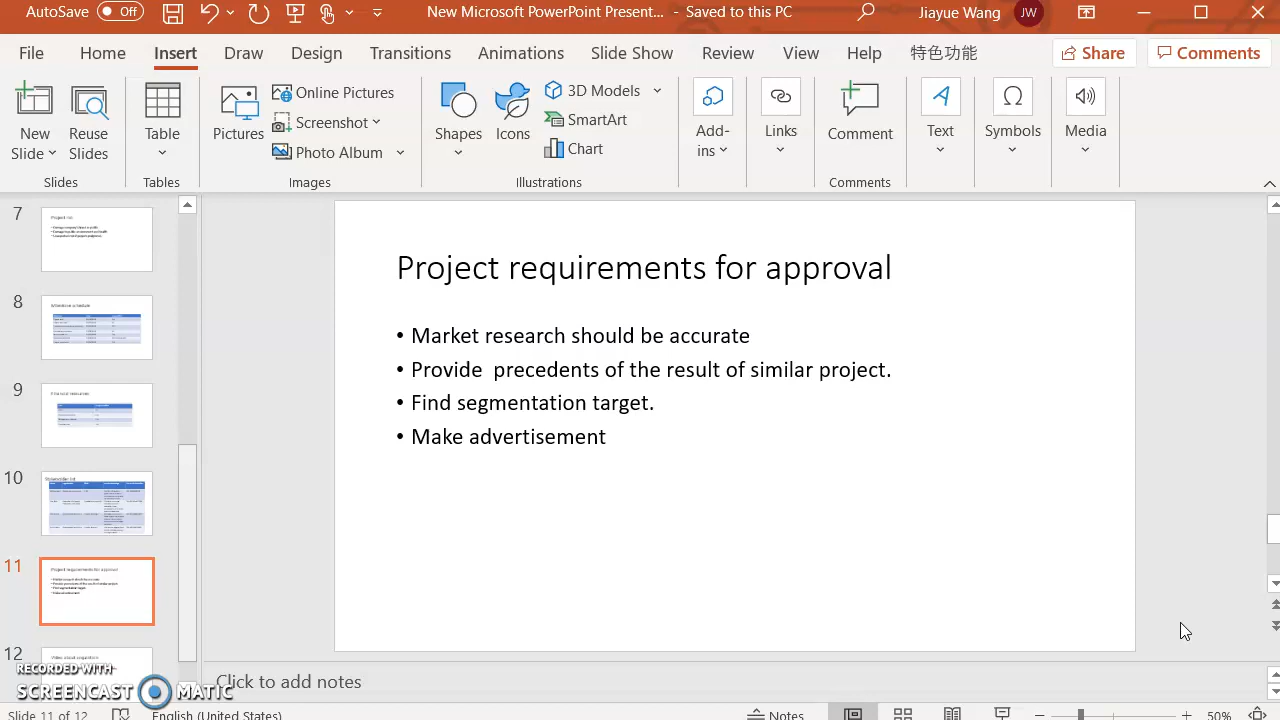 AutoSave Off New Microsoft PowerPoint Present... - Saved to this PC Jiayue Wang JW
File Home Insert Draw Design Transitions Animations Slide Show Review View Help 特色功能 Share Comments
New Slide
Reuse Slides
Slides
Table
Tables
Pictures
Online Pictures
Screenshot
Photo Album
Images
Shapes
Icons
3D Models
SmartArt
Chart
Illustrations
Add-ins
Links
Comment
Comments
Text
Symbols
Media
7
8
9
10
11
Project requirements for approval
12
Project requirements for approval
• Market research should be accurate
• Provide  precedents of the result of similar project.
• Find segmentation target.
• Make advertisement
Click to add notes
RECORDED WITH
SCREENCAST MATIC
Slide 11 of 12 English (United States) Notes 50%